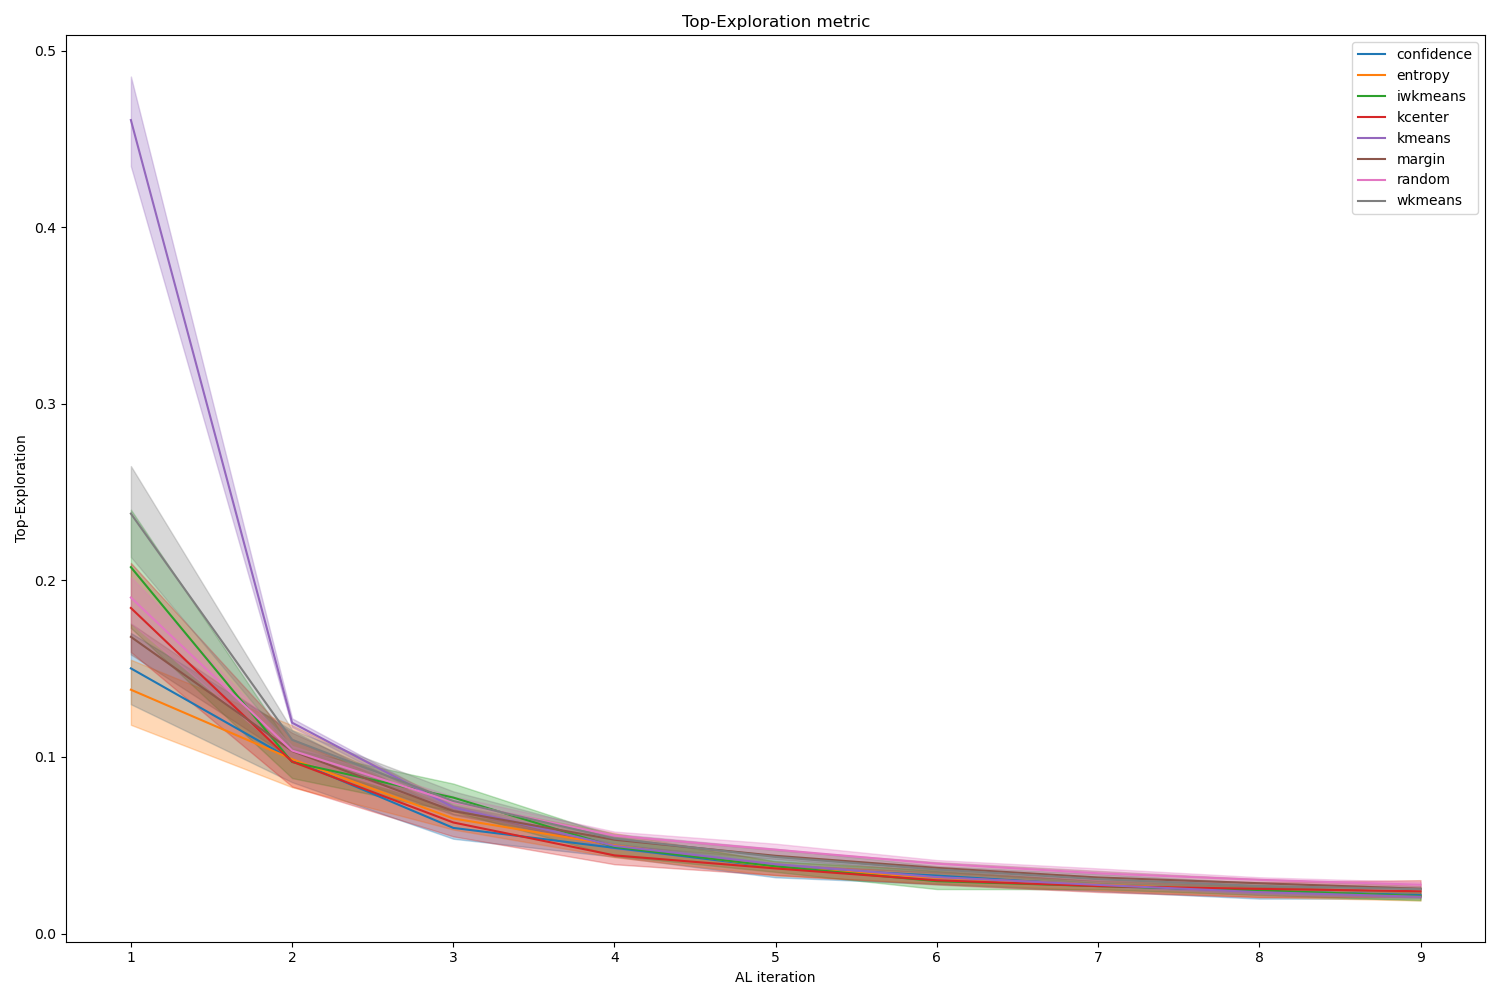 Top-Exploration metric
0.5
0.4
0.3
0.2
0.1
0.0
Top-Exploration
confidence
entropy
iwkmeans
kcenter
kmeans
margin
random
wkmeans
1 2 3 4 5 6 7 8 9
AL iteration